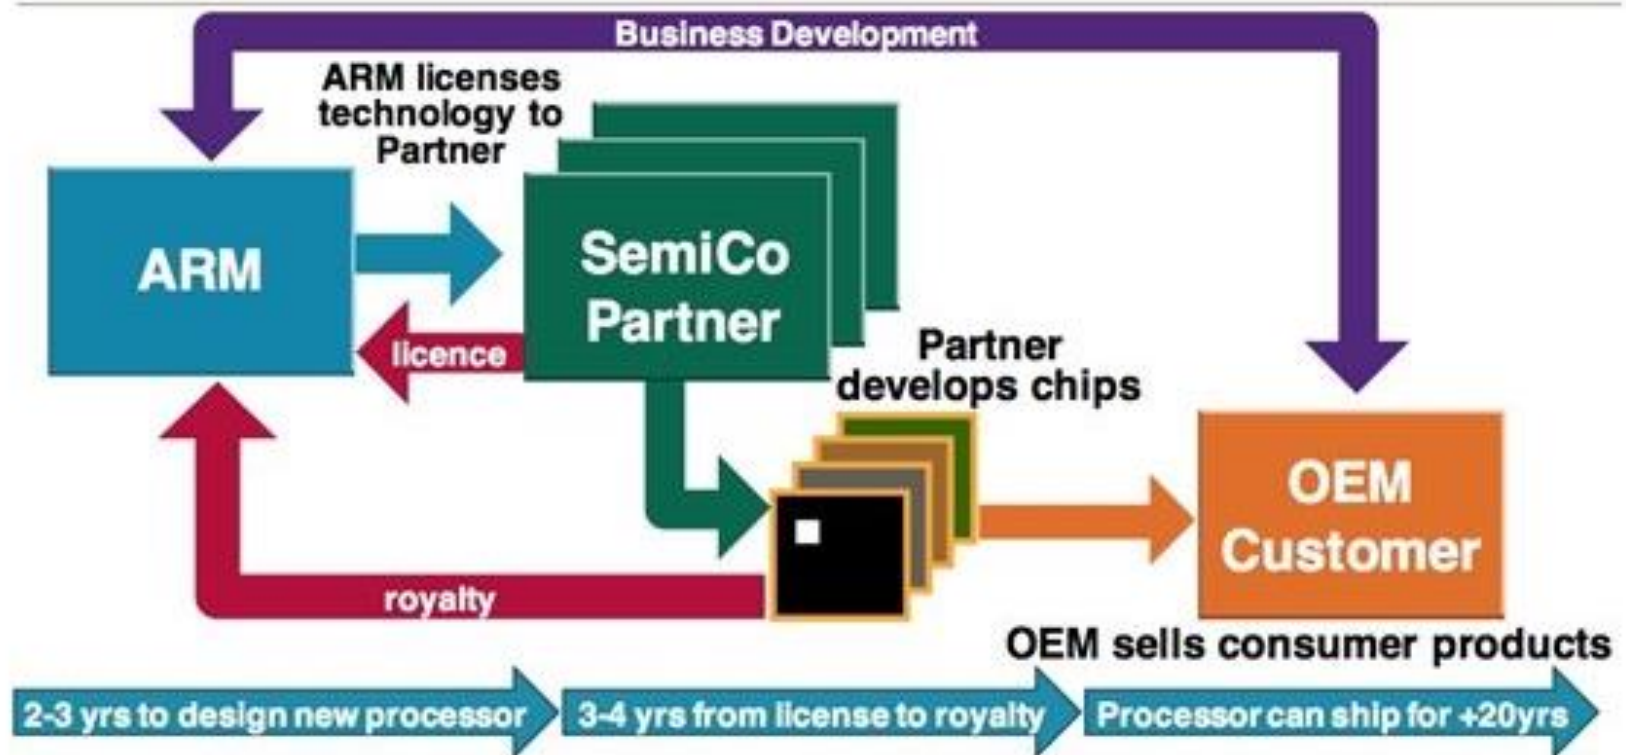 Business Development
ARM licenses
technology to
Partner
ARM
SemiCo
Partner
licence
Partner
develops chips
OEM
Customer
royalty
OEM sells consumer products
2-3 yrs to design new processor
3-4 yrs from license to royalty
Processor can ship for +20yrs